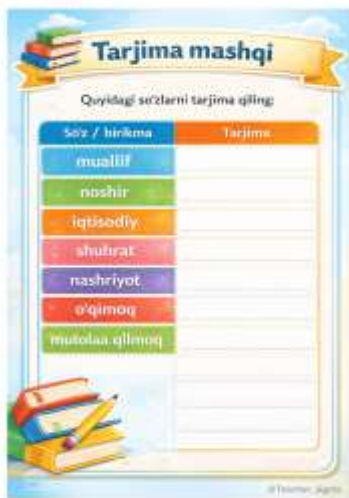 Tarjima mashqi
Quyidagi so'zlarni tarjima qiling:
So'z / birikma
Tarjima
muallif
noshir
iqtisodiy
shuhrat
nashriyot
o'qimoq
mutolaa qilmoq